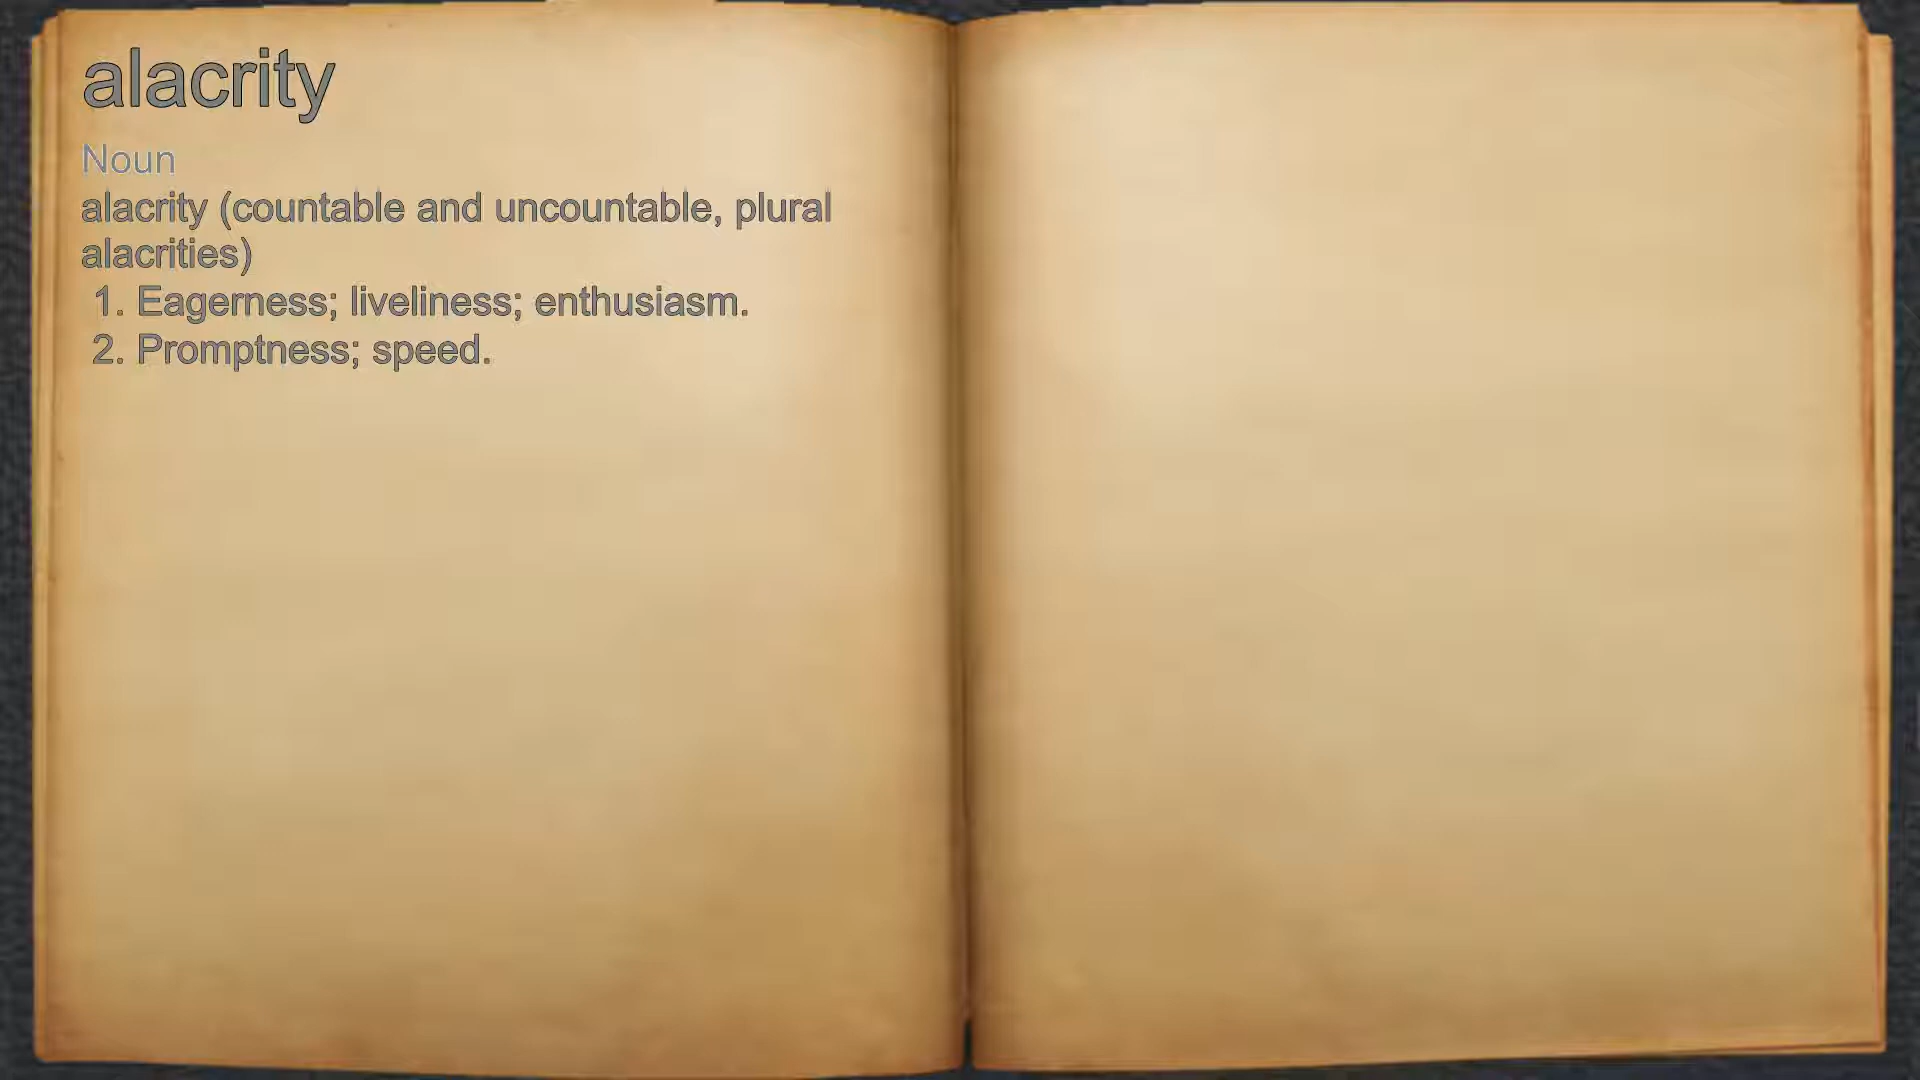 alacrity
Noun
alacrity (countable and uncountable, plural
alacrities)
1. Eagerness; liveliness; enthusiasm.
2. Promptness; speed.